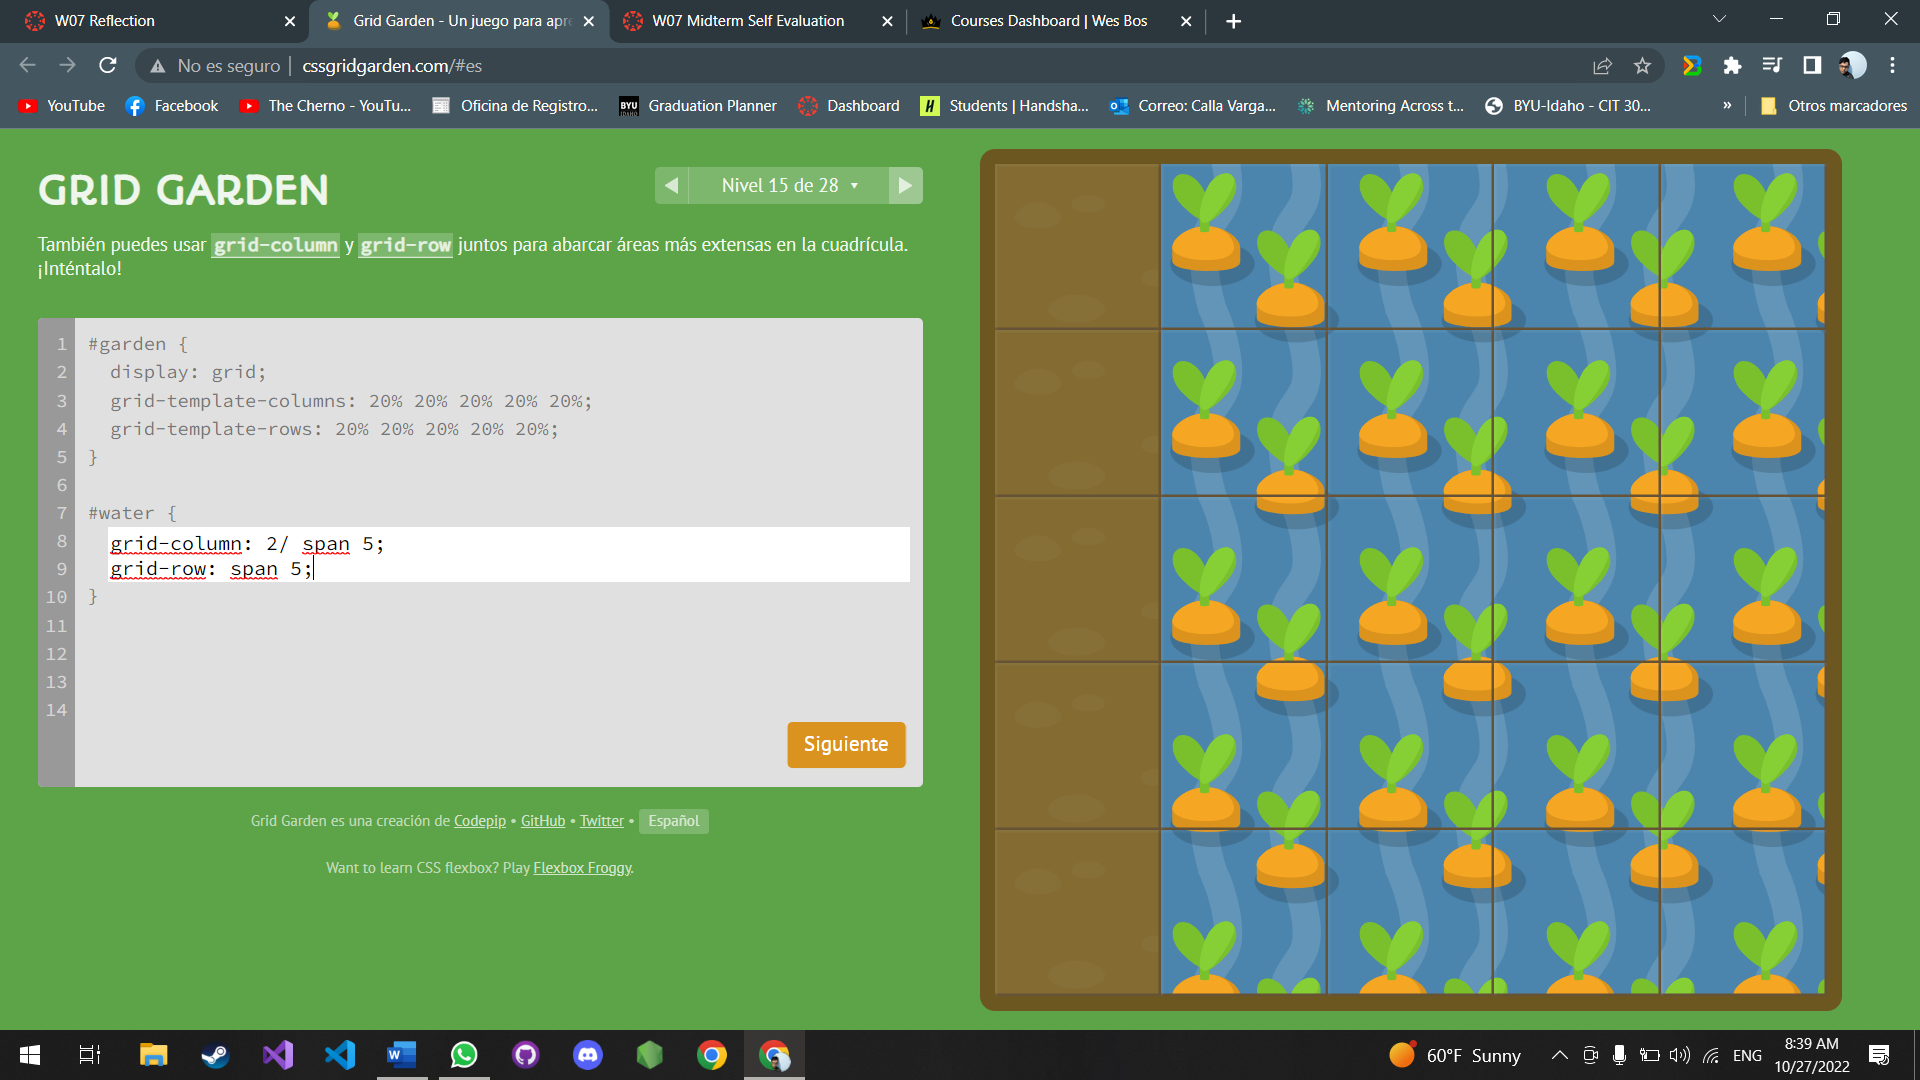 W07 Reflection
Grid Garden - Un juego para apre
W07 Midterm Self Evaluation
Courses Dashboard | Wes Bos
No es seguro | cssgridgarden.com/#es
YouTube
Facebook
The Cherno - YouTu...
Oficina de Registro...
BYU IDAHO Graduation Planner
Dashboard
H Students | Handsha...
Correo: Calla Varga...
Mentoring Across t...
BYU-Idaho - CIT 30...
»
Otros marcadores
GRID GARDEN
Nivel 15 de 28
También puedes usar grid-column y grid-row juntos para abarcar áreas más extensas en la cuadrícula.
¡Inténtalo!
1 #garden {
2 display: grid;
3 grid-template-columns: 20% 20% 20% 20% 20%;
4 grid-template-rows: 20% 20% 20% 20% 20%;
5 }
6
7 #water {
8 grid-column: 2/ span 5;
9 grid-row: span 5;
10 }
11
12
13
14
Siguiente
Grid Garden es una creación de Codepip • GitHub • Twitter • Español
Want to learn CSS flexbox? Play Flexbox Froggy.
60°F Sunny
ENG
8:39 AM
10/27/2022